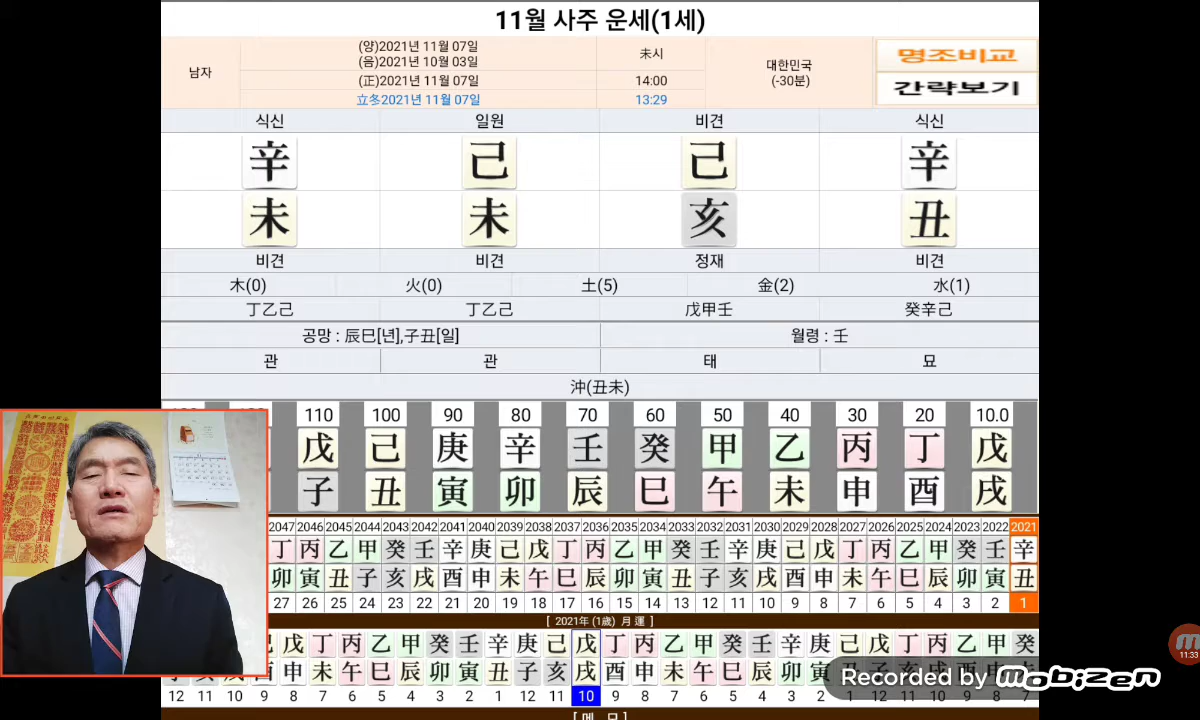 11월 사주 운세(1세)
남자
(양)2021년 11월 07일
(음)2021년 10월 03일
(正)2021년 11월 07일
立冬2021년 11월 07일
未시
14:00
13:29
대한민국
(-30분)
명조비교
간략보기
식신 일원 비견 식신
辛 己 己 辛
未 未 亥 丑
비견 비견 정재 비견
木(0) 火(0) 土(5) 金(2) 水(1)
丁乙己 丁乙己 戊甲壬 癸辛己
공망 : 辰巳[년],子丑[일] 월령 : 壬
관 관 태 묘
沖(丑未)
110 100 90 80 70 60 50 40 30 20 10.0
戊 己 庚 辛 壬 癸 甲 乙 丙 丁 戊
子 丑 寅 卯 辰 巳 午 未 申 酉 戌
2047 2046 2045 2044 2043 2042 2041 2040 2039 2038 2037 2036 2035 2034 2033 2032 2031 2030 2029 2028 2027 2026 2025 2024 2023 2022 2021
丁 丙 乙 甲 癸 壬 辛 庚 己 戊 丁 丙 乙 甲 癸 壬 辛 庚 己 戊 丁 丙 乙 甲 癸 壬 辛
卯 寅 丑 子 亥 戌 酉 申 未 午 巳 辰 卯 寅 丑 子 亥 戌 酉 申 未 午 巳 辰 卯 寅 丑
27 26 25 24 23 22 21 20 19 18 17 16 15 14 13 12 11 10 9 8 7 6 5 4 3 2 1
[ 2021年 (1歲) 月 運 ]
戊 丁 丙 乙 甲 癸 壬 辛 庚 己 戊 丁 丙 乙 甲 癸 壬 辛 庚 己 戊 丁 丙 乙 甲 癸
申 未 午 巳 辰 卯 寅 丑 子 亥 戌 酉 申 未 午 巳 辰 卯 寅
12 11 10 9 8 7 6 5 4 3 2 1 12 11 10 9 8 7 6 5 4 3 2
Recorded by Mobizen
11:33